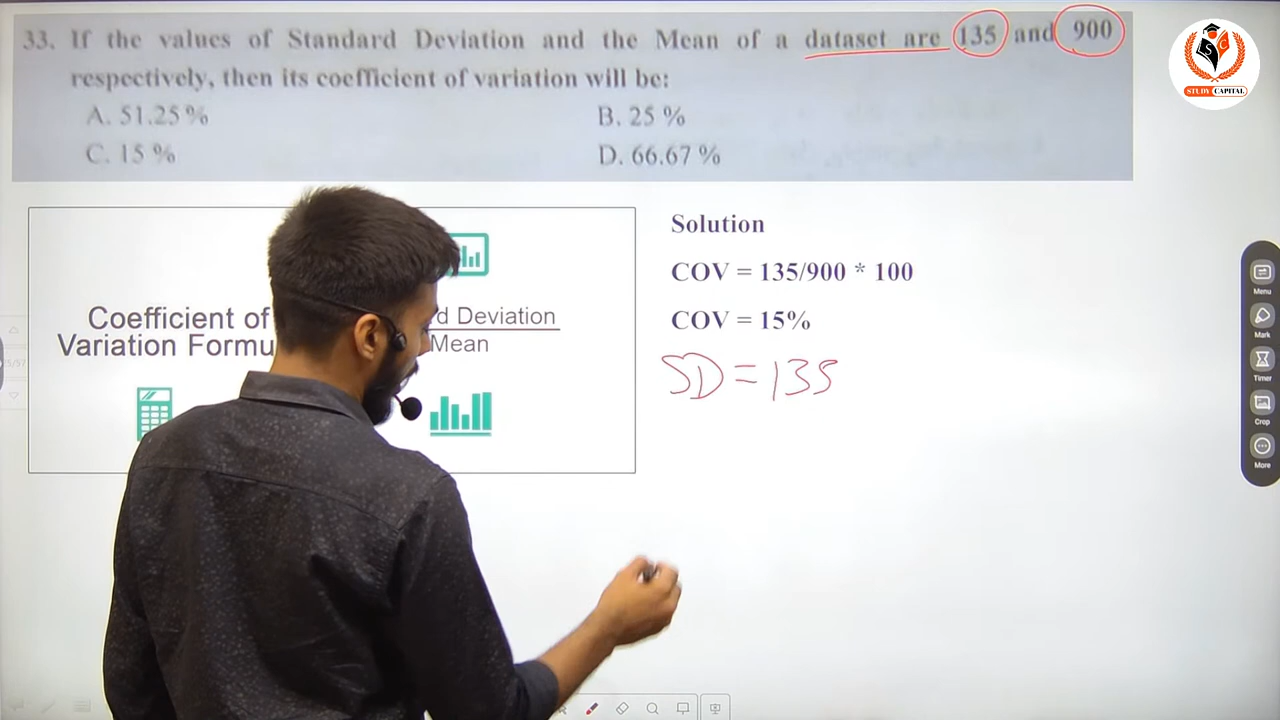 33. If the values of Standard Deviation and the Mean of a dataset are 135 and 900
respectively, then its coefficient of variation will be:
A. 51.25 %
B. 25 %
C. 15 %
D. 66.67 %
S C
STUDY CAPITAL
Coefficient of
Variation
d Deviation
Mean
Solution
COV = 135/900 * 100
COV = 15%
SD = 135
Menu
Mark
Timer
Crop
More